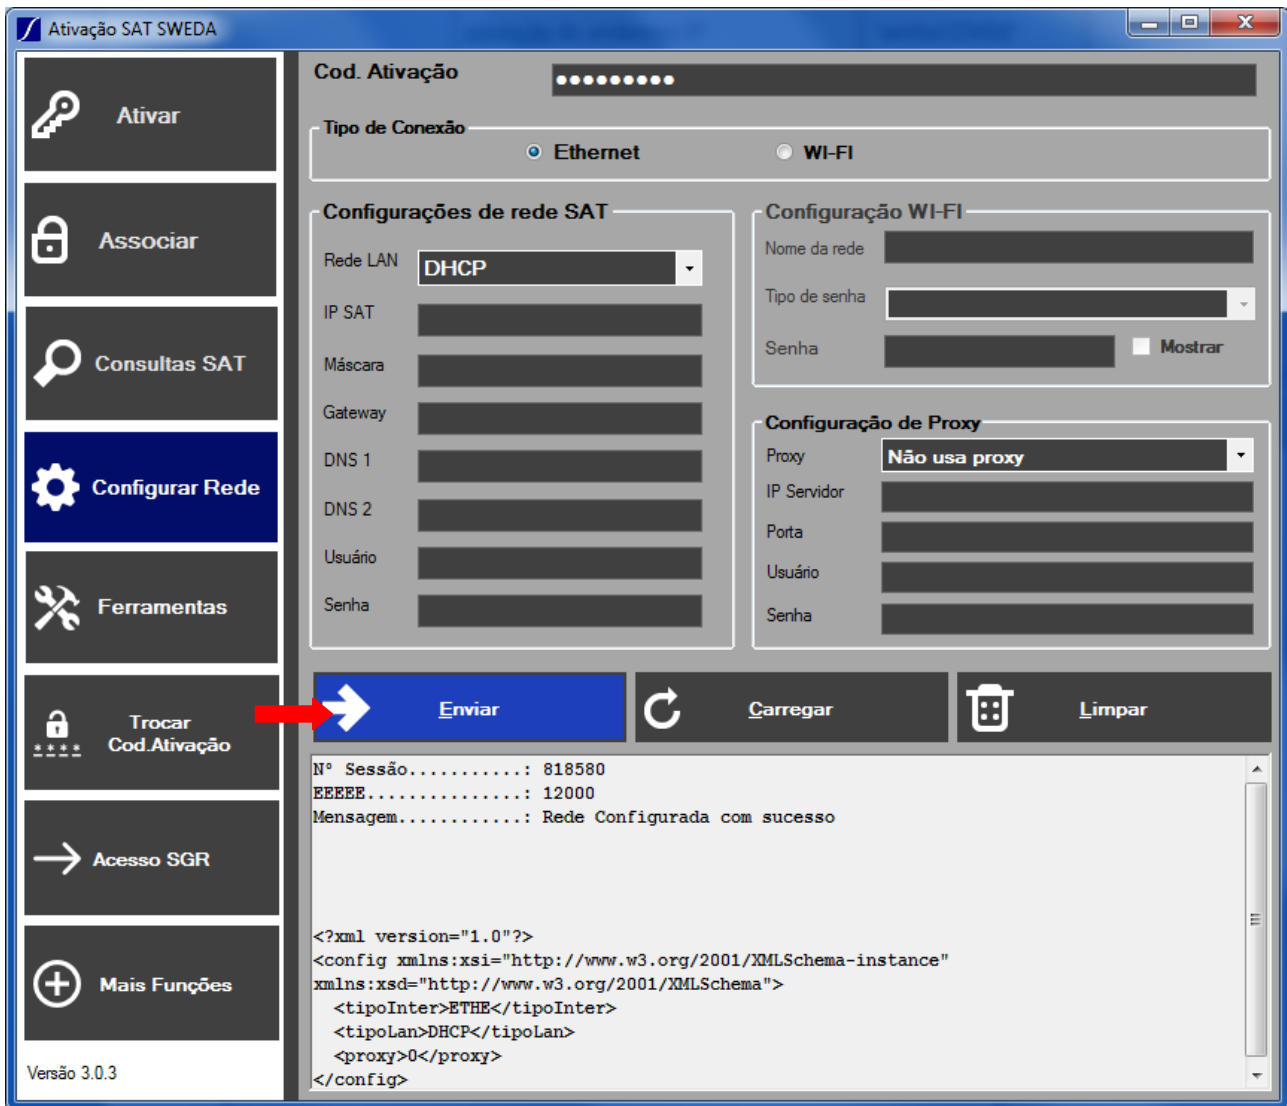 Ativação SAT SWEDA
Ativar
Associar
Consultas SAT
Configurar Rede
Ferramentas
****
Trocar
Cod.Ativação
Acesso SGR
Mais Funções
Versão 3.0.3
Cod. Ativação
●●●●●●●●●
Tipo de Conexão
Ethernet
WI-FI
Configurações de rede SAT
Rede LAN DHCP
IP SAT
Máscara
Gateway
DNS 1
DNS 2
Usuário
Senha
Configuração WI-FI
Nome da rede
Tipo de senha
Senha Mostrar
Configuração de Proxy
Proxy Não usa proxy
IP Servidor
Porta
Usuário
Senha
Enviar
Carregar
Limpar
Nº Sessão...........: 818580
EEEEE...............: 12000
Mensagem............: Rede Configurada com sucesso
<?xml version="1.0"?>
<config xmlns:xsi="http://www.w3.org/2001/XMLSchema-instance"
xmlns:xsd="http://www.w3.org/2001/XMLSchema">
<tipoInter>ETHE</tipoInter>
<tipoLan>DHCP</tipoLan>
<proxy>0</proxy>
</config>